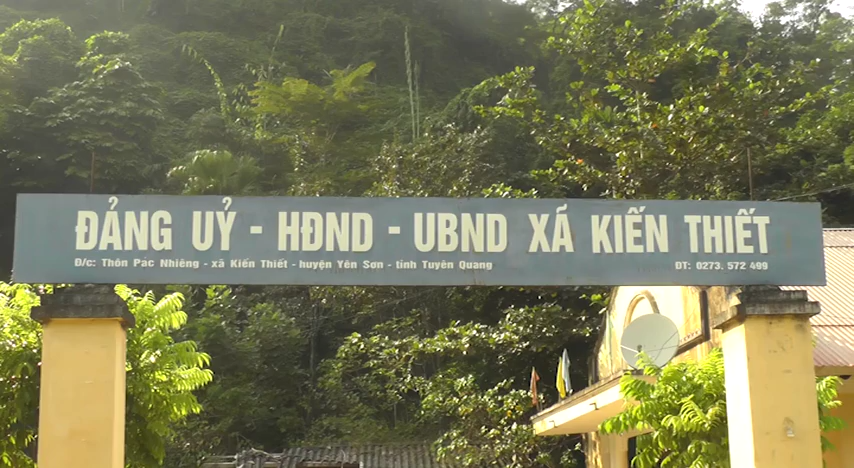 ĐẢNG UỶ - HĐND - UBND XÃ KIẾN THIẾT
Đ/c: Thôn Pác Nhiêng - xã Kiến Thiết - huyện Yên Sơn - tỉnh Tuyên Quang ĐT: 0273. 572 499